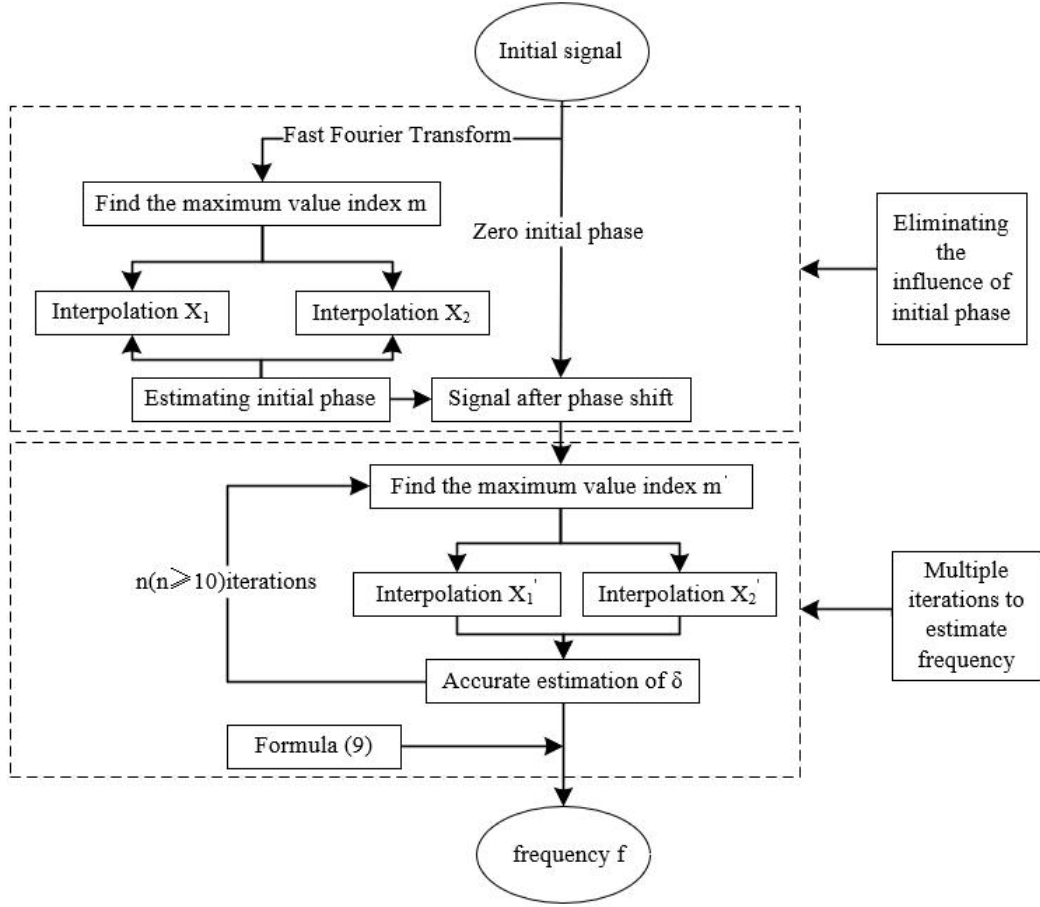 Initial signal
Fast Fourier Transform
Find the maximum value index m
Zero initial phase
Interpolation X₁
Interpolation X₂
Estimating initial phase
Signal after phase shift
Eliminating
the
influence of
initial phase
Find the maximum value index m'
n(n⩾10)iterations
Interpolation X₁'
Interpolation X₂'
Accurate estimation of δ
Formula (9)
Multiple
iterations to
estimate
frequency
frequency f